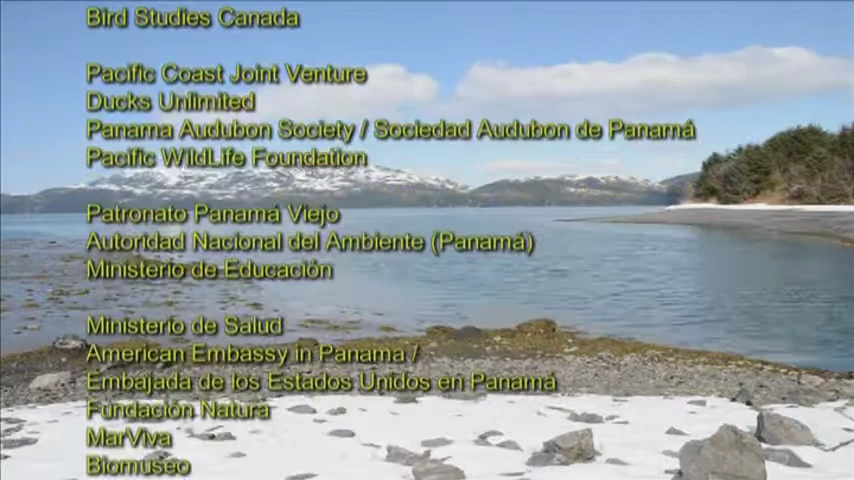 Bird Studies Canada
Pacific Coast Joint Venture
Ducks Unlimited
Panama Audubon Society / Sociedad Audubon de Panamá
Pacific WildLife Foundation
Patronato Panamá Viejo
Autoridad Nacional del Ambiente (Panamá)
Ministerio de Educación
Ministerio de Salud
American Embassy in Panama /
Embajada de los Estados Unidos en Panamá
Fundación Natura
MarViva
Biomuseo